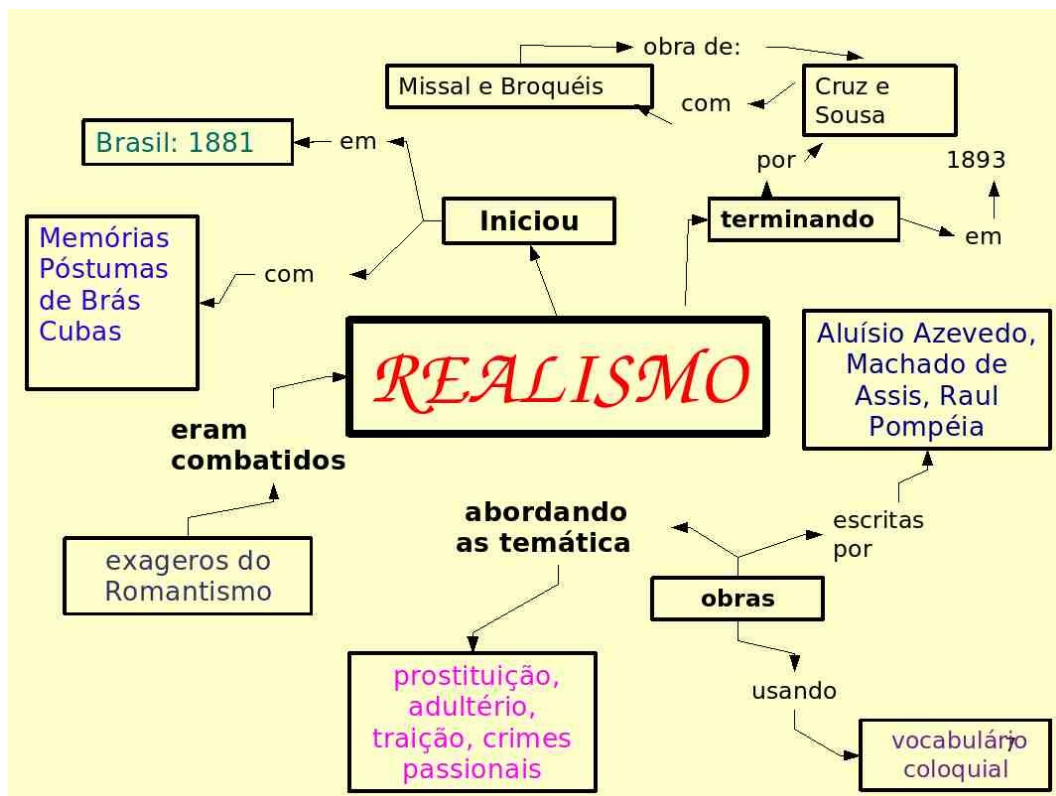 obra de:
Missal e Broquéis
com
Cruz e
Sousa
Brasil: 1881
em
por
1893
Iniciou
terminando
em
Memórias
Póstumas
de Brás
Cubas
com
REALISMO
Aluísio Azevedo,
Machado de
Assis, Raul
Pompéia
eram
combatidos
abordando
as temática
escritas
por
exageros do
Romantismo
obras
prostituição,
adultério,
traição, crimes
passionais
usando
vocabulário
coloquial
7